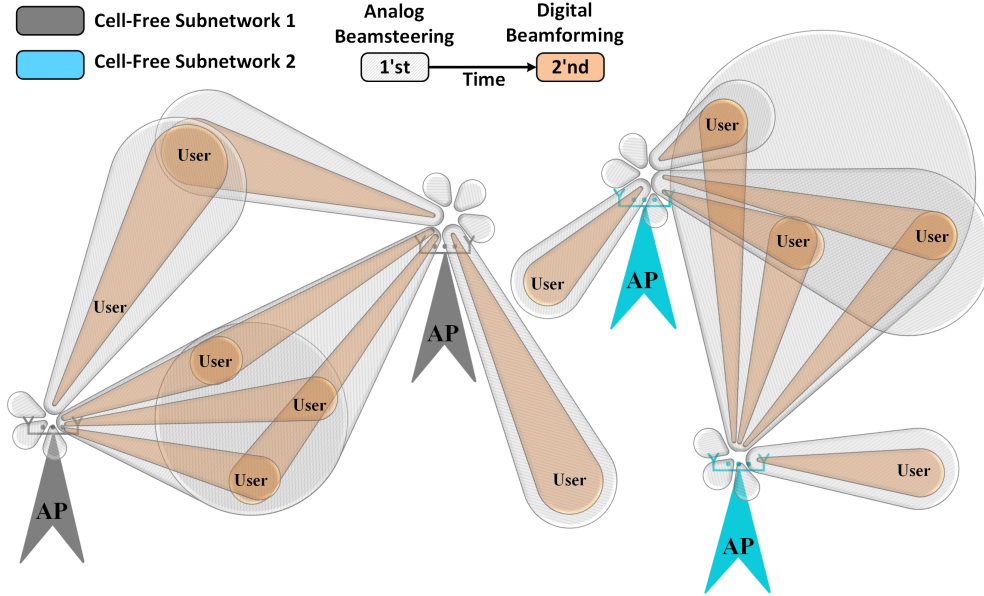 Cell-Free Subnetwork 1
Cell-Free Subnetwork 2
Analog
Beamsteering
1'st
Time
Digital
Beamforming
2'nd
User
User
User
User
User
User
AP
AP
User
User
User
User
User
AP
AP